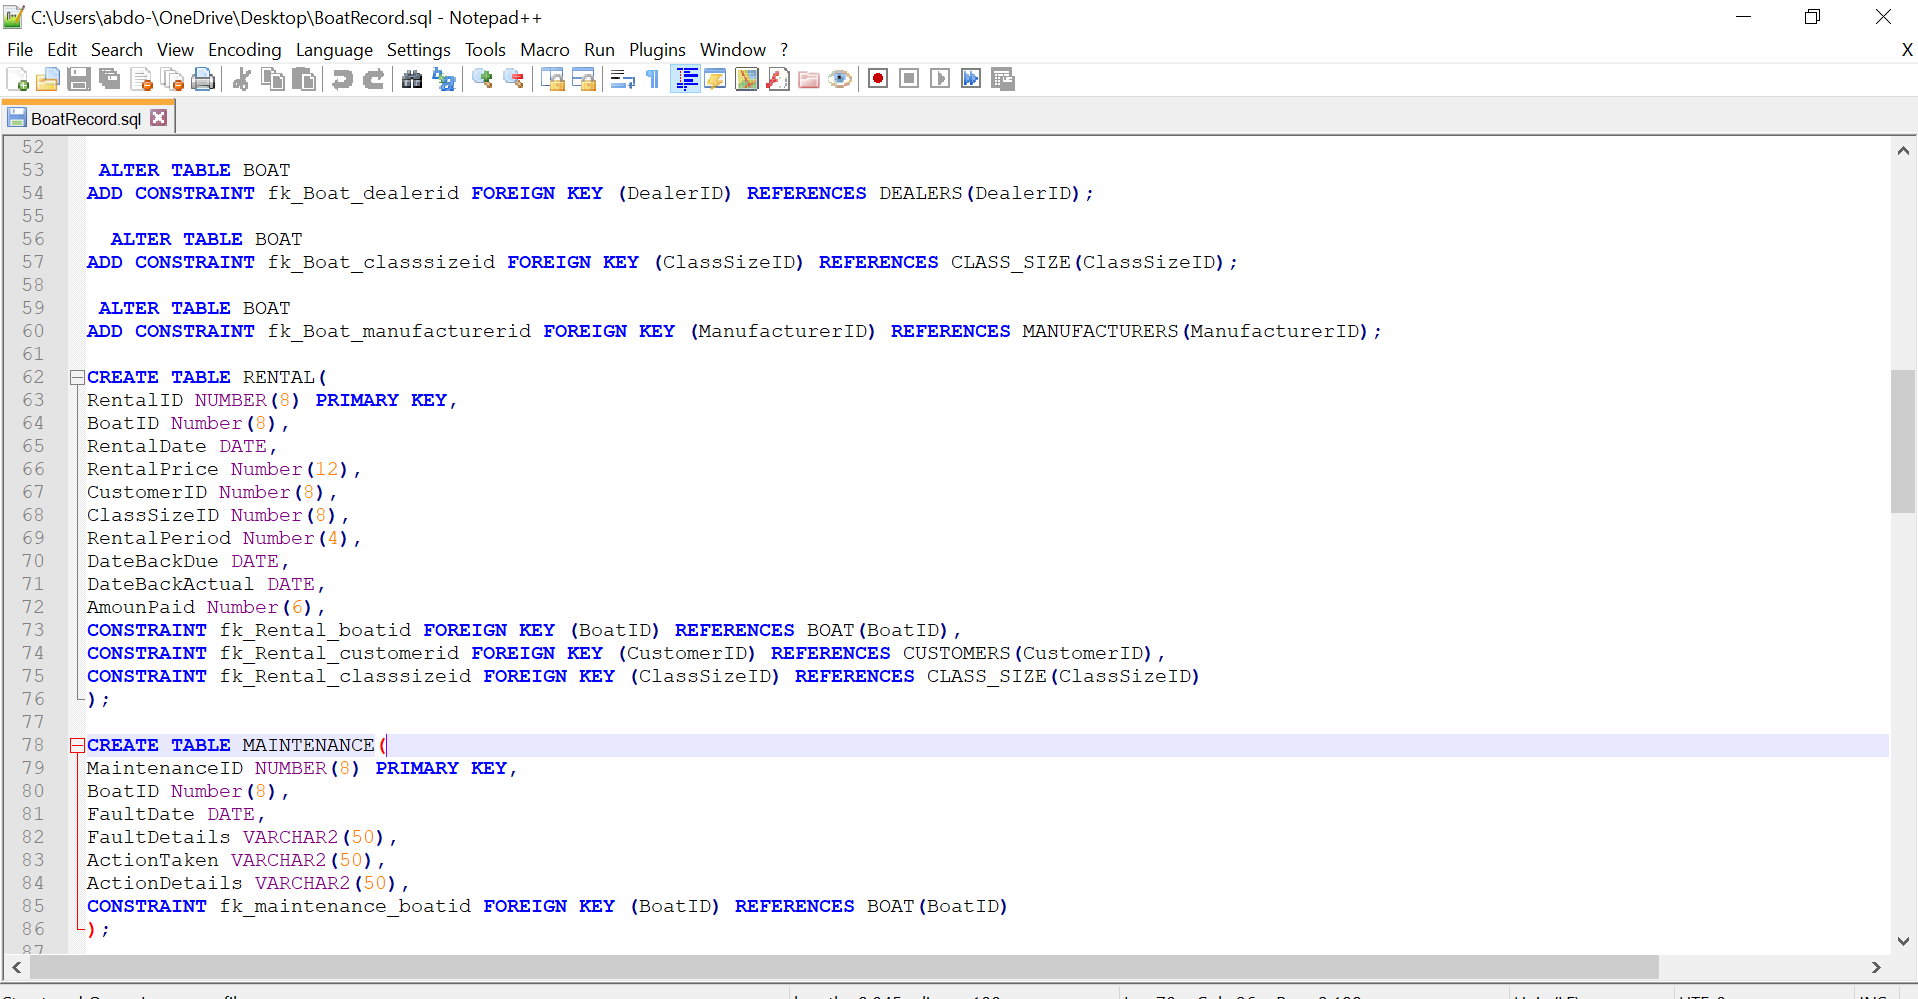 C:\Users\abdo-\OneDrive\Desktop\BoatRecord.sql - Notepad++
File Edit Search View Encoding Language Settings Tools Macro Run Plugins Window ? X
BoatRecord.sql
52
53 ALTER TABLE BOAT
54 ADD CONSTRAINT fk_Boat_dealerid FOREIGN KEY (DealerID) REFERENCES DEALERS(DealerID);
55
56 ALTER TABLE BOAT
57 ADD CONSTRAINT fk_Boat_classsizeid FOREIGN KEY (ClassSizeID) REFERENCES CLASS_SIZE(ClassSizeID);
58
59 ALTER TABLE BOAT
60 ADD CONSTRAINT fk_Boat_manufacturerid FOREIGN KEY (ManufacturerID) REFERENCES MANUFACTURERS(ManufacturerID);
61
62 CREATE TABLE RENTAL(
63 RentalID NUMBER(8) PRIMARY KEY,
64 BoatID Number(8),
65 RentalDate DATE,
66 RentalPrice Number(12),
67 CustomerID Number(8),
68 ClassSizeID Number(8),
69 RentalPeriod Number(4),
70 DateBackDue DATE,
71 DateBackActual DATE,
72 AmounPaid Number(6),
73 CONSTRAINT fk_Rental_boatid FOREIGN KEY (BoatID) REFERENCES BOAT(BoatID),
74 CONSTRAINT fk_Rental_customerid FOREIGN KEY (CustomerID) REFERENCES CUSTOMERS(CustomerID),
75 CONSTRAINT fk_Rental_classsizeid FOREIGN KEY (ClassSizeID) REFERENCES CLASS_SIZE(ClassSizeID)
76 );
77
78 CREATE TABLE MAINTENANCE(
79 MaintenanceID NUMBER(8) PRIMARY KEY,
80 BoatID Number(8),
81 FaultDate DATE,
82 FaultDetails VARCHAR2(50),
83 ActionTaken VARCHAR2(50),
84 ActionDetails VARCHAR2(50),
85 CONSTRAINT fk_maintenance_boatid FOREIGN KEY (BoatID) REFERENCES BOAT(BoatID)
86 );
87